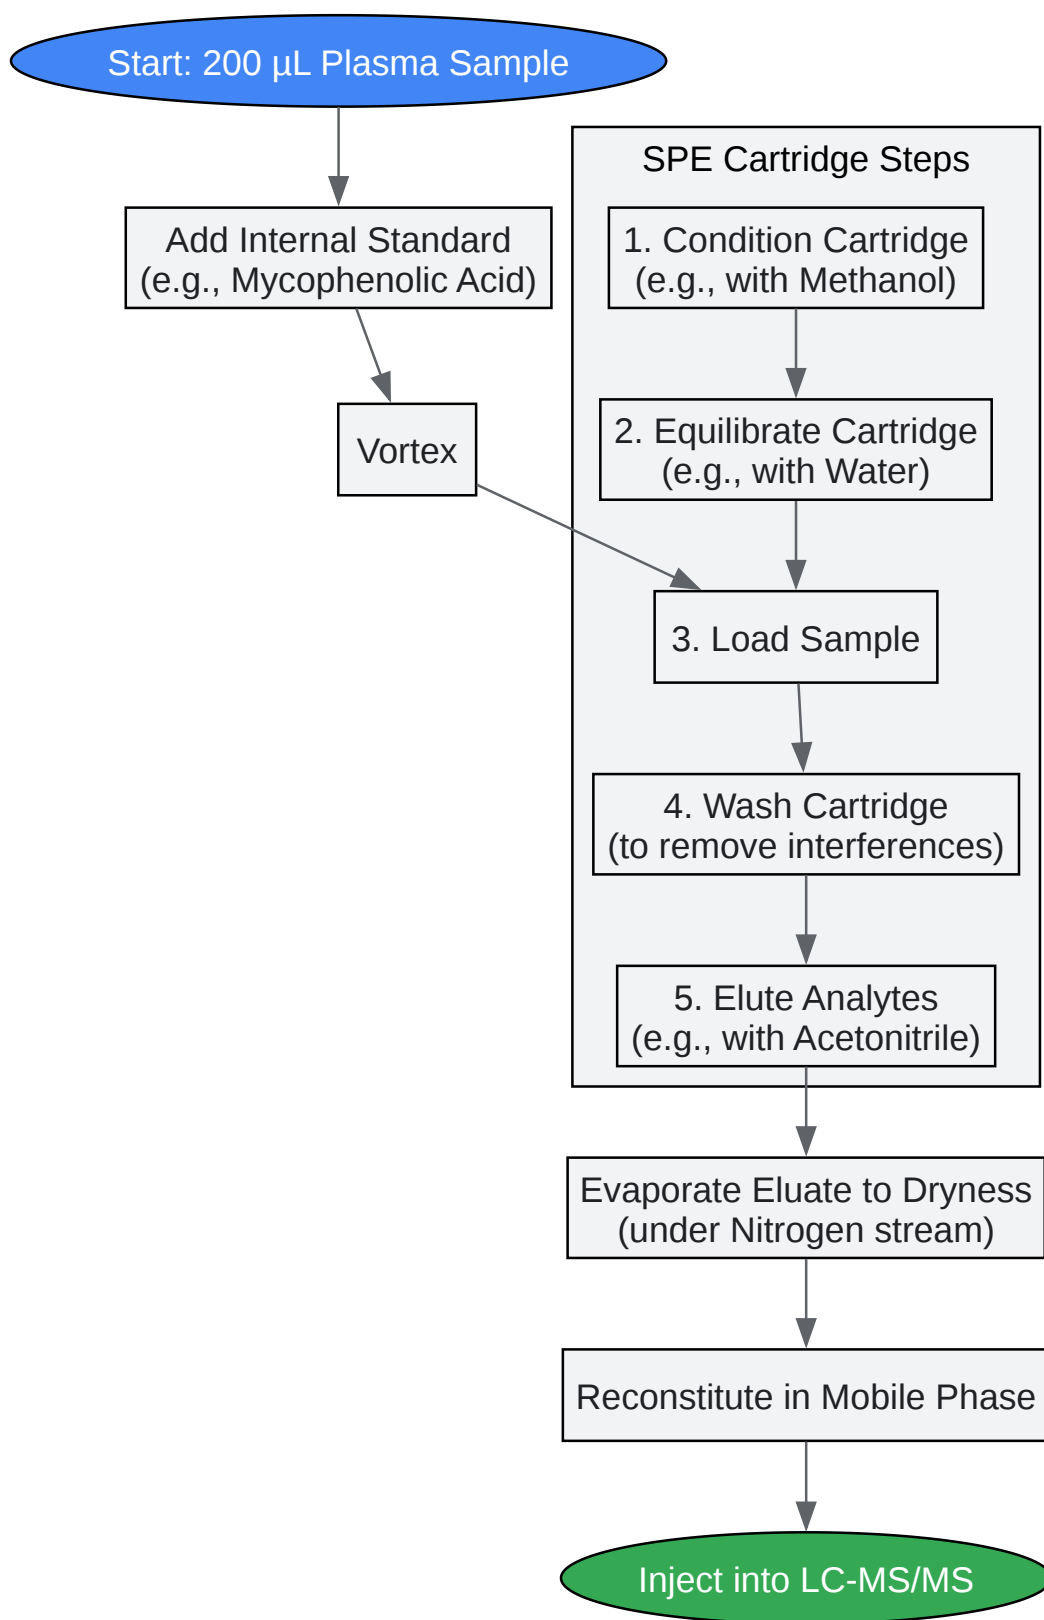 Start: 200 µL Plasma Sample
Add Internal Standard
(e.g., Mycophenolic Acid)
Vortex
SPE Cartridge Steps
1. Condition Cartridge
(e.g., with Methanol)
2. Equilibrate Cartridge
(e.g., with Water)
3. Load Sample
4. Wash Cartridge
(to remove interferences)
5. Elute Analytes
(e.g., with Acetonitrile)
Evaporate Eluate to Dryness
(under Nitrogen stream)
Reconstitute in Mobile Phase
Inject into LC-MS/MS